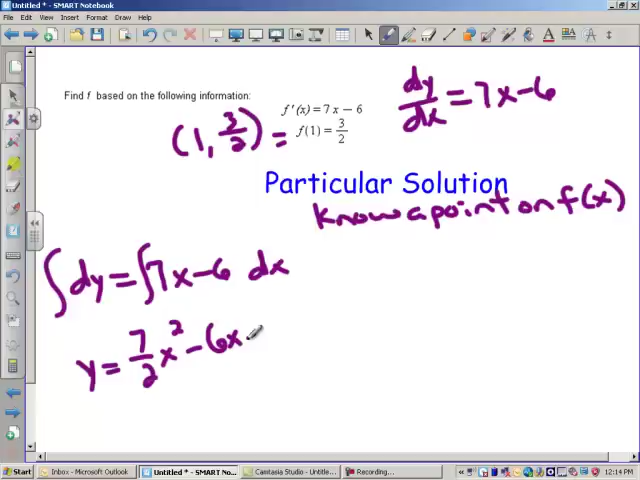 Untitled * - SMART Notebook
File Edit View Insert Format Tools Draw Help
Find f based on the following information:
f '(x) = 7x − 6
f(1) = 3/2
(1, 3/2) =
dy/dx = 7x − 6
Particular Solution
Know a point on f(x)
∫ dy = ∫ 7x − 6 dx
y = 7/2 x² − 6x
Start Inbox - Microsoft Outlook Untitled * - SMART N... Camtasia Studio - Untitle... Recording... 12:14 PM